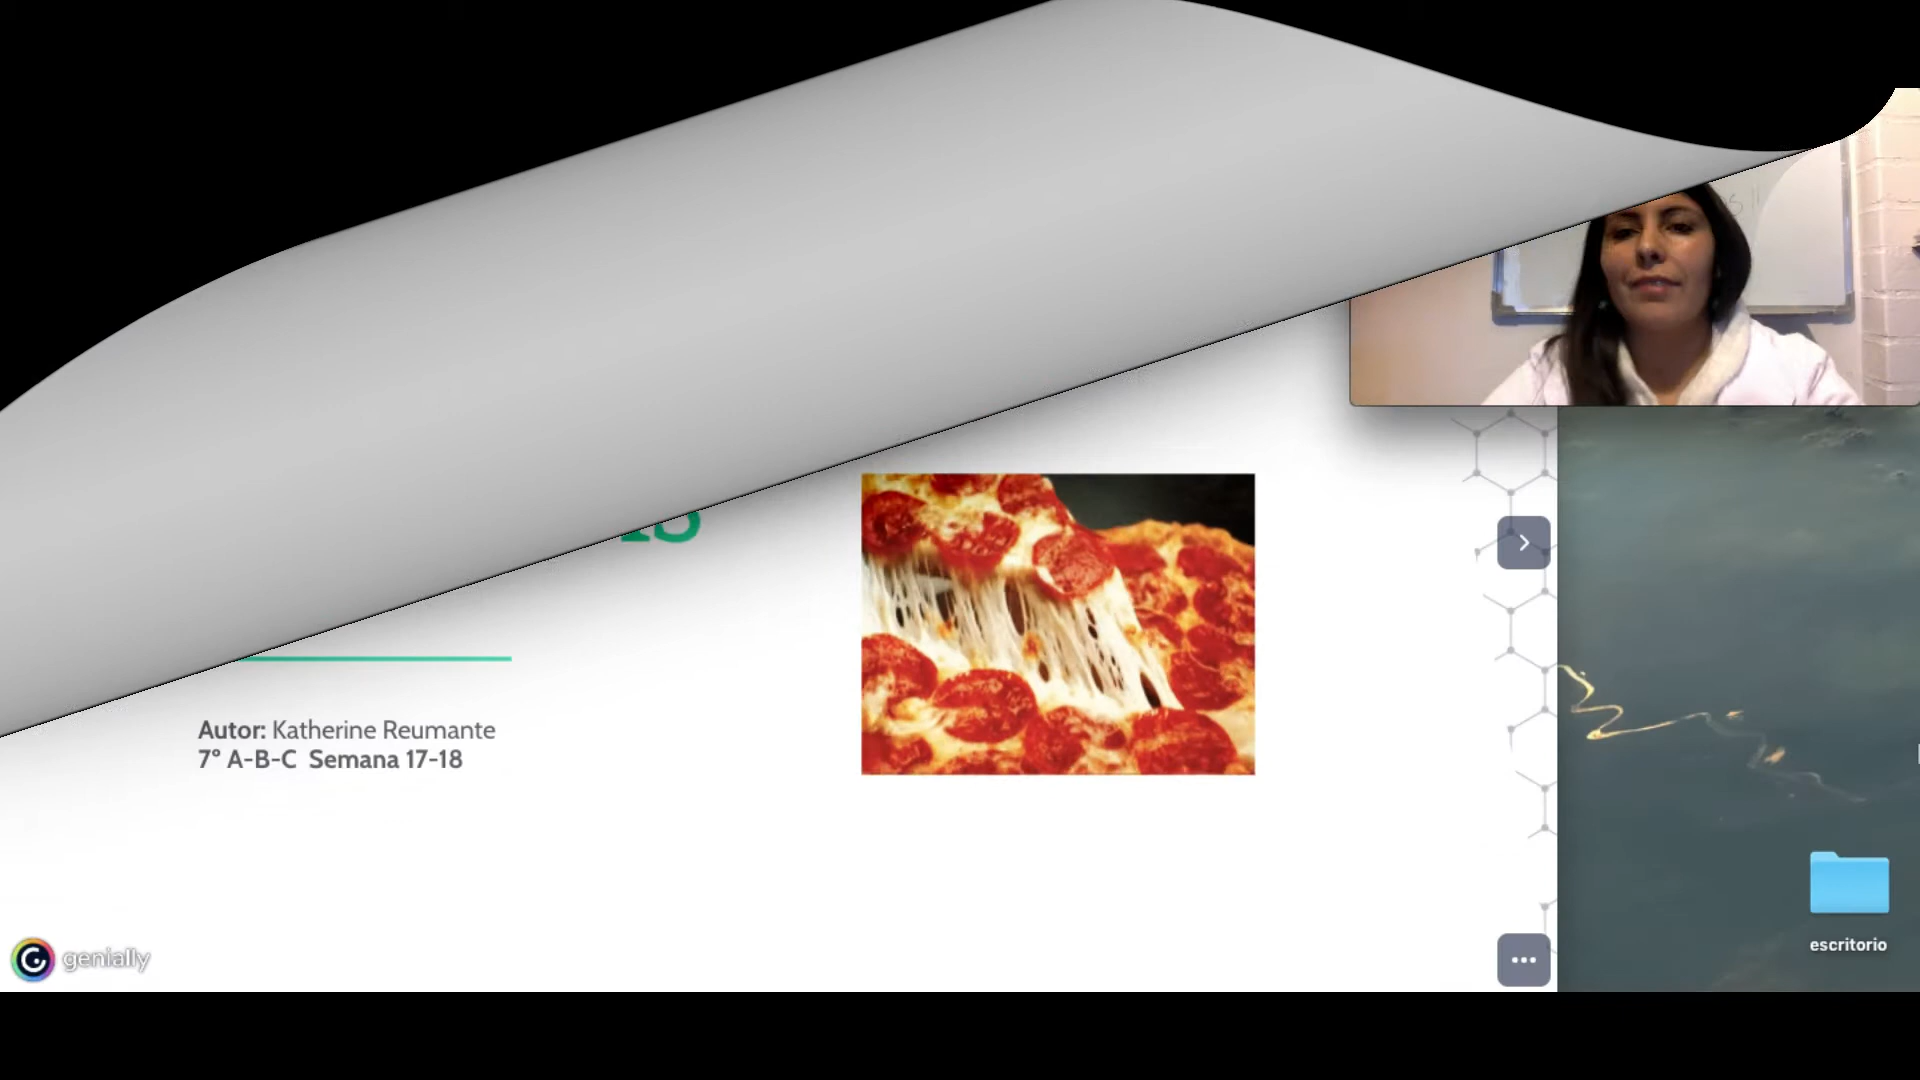 Autor: Katherine Reumante
7° A-B-C Semana 17-18
genially
escritorio